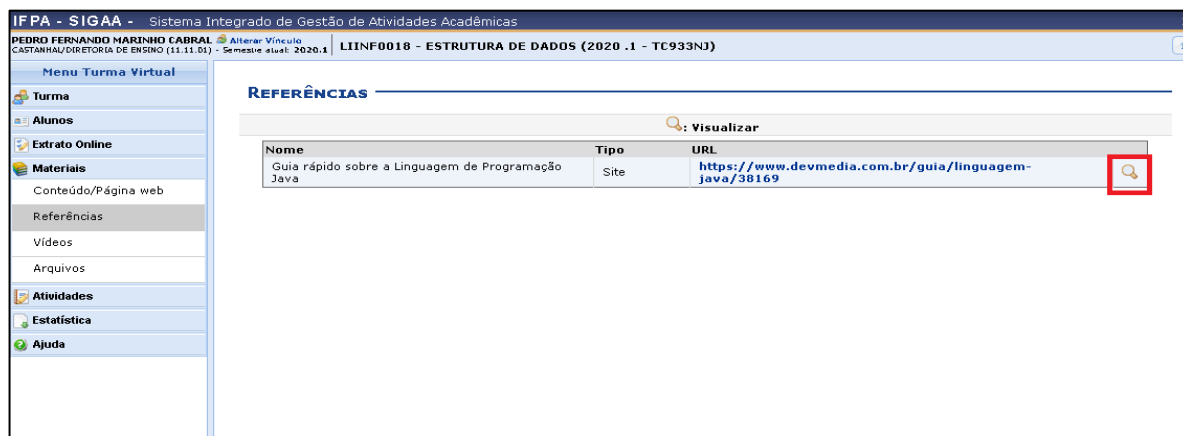 IFPA - SIGAA - Sistema Integrado de Gestão de Atividades Acadêmicas
PEDRO FERNANDO MARINHO CABRAL Alterar Vínculo
CASTANHAL/DIRETORIA DE ENSINO (11.11.01) - Semestre atual: 2020.1
LIINF0018 - ESTRUTURA DE DADOS (2020 .1 - TC933NJ)
Menu Turma Virtual
Turma
Alunos
Extrato Online
Materiais
Conteúdo/Página web
Referências
Vídeos
Arquivos
Atividades
Estatística
Ajuda
REFERÊNCIAS
: Visualizar
Nome Tipo URL
Guia rápido sobre a Linguagem de Programação
Java
Site
https://www.devmedia.com.br/guia/linguagem-
java/38169